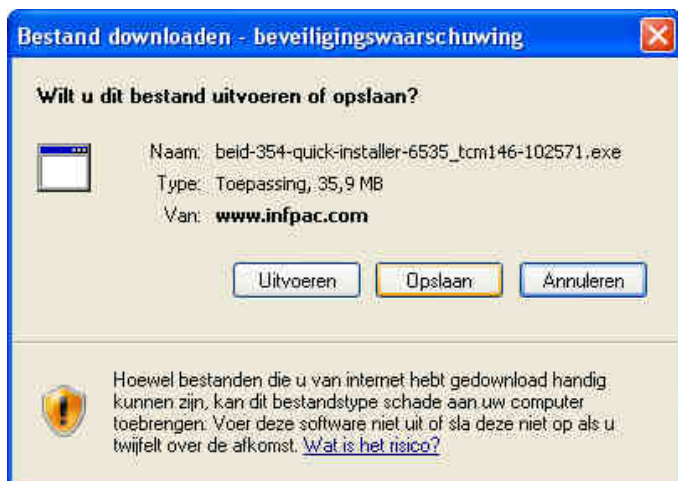 Bestand downloaden - beveiligingswaarschuwing
Wilt u dit bestand uitvoeren of opslaan?
Naam: beid-354-quick-installer-6535_tcm146-102571.exe
Type: Toepassing, 35,9 MB
Van: www.infpac.com
Uitvoeren Opslaan Annuleren
Hoewel bestanden die u van internet hebt gedownload handig
kunnen zijn, kan dit bestandstype schade aan uw computer
toebrengen. Voer deze software niet uit of sla deze niet op als u
twijfelt over de afkomst. Wat is het risico?